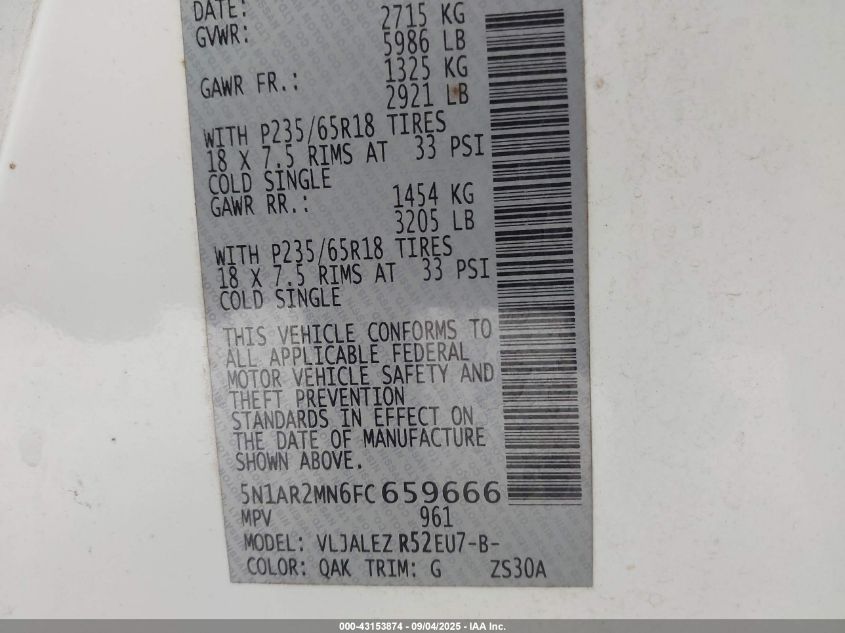 DATE:
2715 KG
GVWR:
5986 LB
1325 KG
GAWR FR.:
2921 LB
WITH P235/65R18 TIRES
18 X 7.5 RIMS AT 33 PSI
COLD SINGLE
1454 KG
GAWR RR.:
3205 LB
WITH P235/65R18 TIRES
18 X 7.5 RIMS AT 33 PSI
COLD SINGLE
THIS VEHICLE CONFORMS TO
ALL APPLICABLE FEDERAL
MOTOR VEHICLE SAFETY AND
THEFT PREVENTION
STANDARDS IN EFFECT ON
THE DATE OF MANUFACTURE
SHOWN ABOVE.
5N1AR2MN6FC659666
MPV 961
MODEL: VLJALEZ R52EU7-B-
COLOR: QAK TRIM: G ZS30A
000-43153874 - 09/04/2025 - IAA Inc.